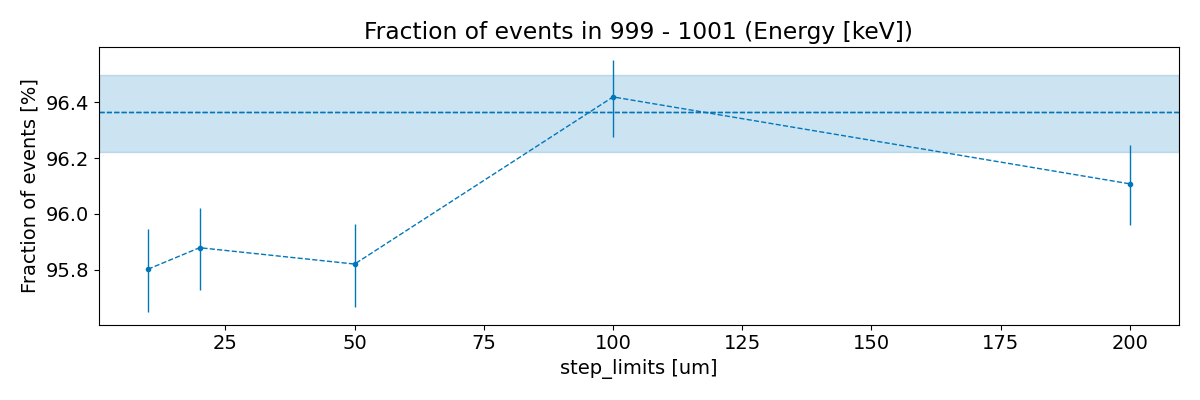 Fraction of events in 999 - 1001 (Energy [keV])
Fraction of events [%]
96.4
96.2
96.0
95.8
25 50 75 100 125 150 175 200
step_limits [um]